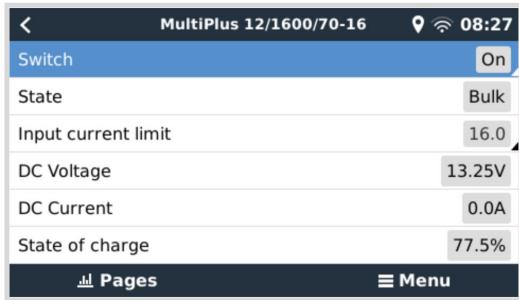 MultiPlus 12/1600/70-16 08:27
Switch On
State Bulk
Input current limit 16.0
DC Voltage 13.25V
DC Current 0.0A
State of charge 77.5%
Pages Menu